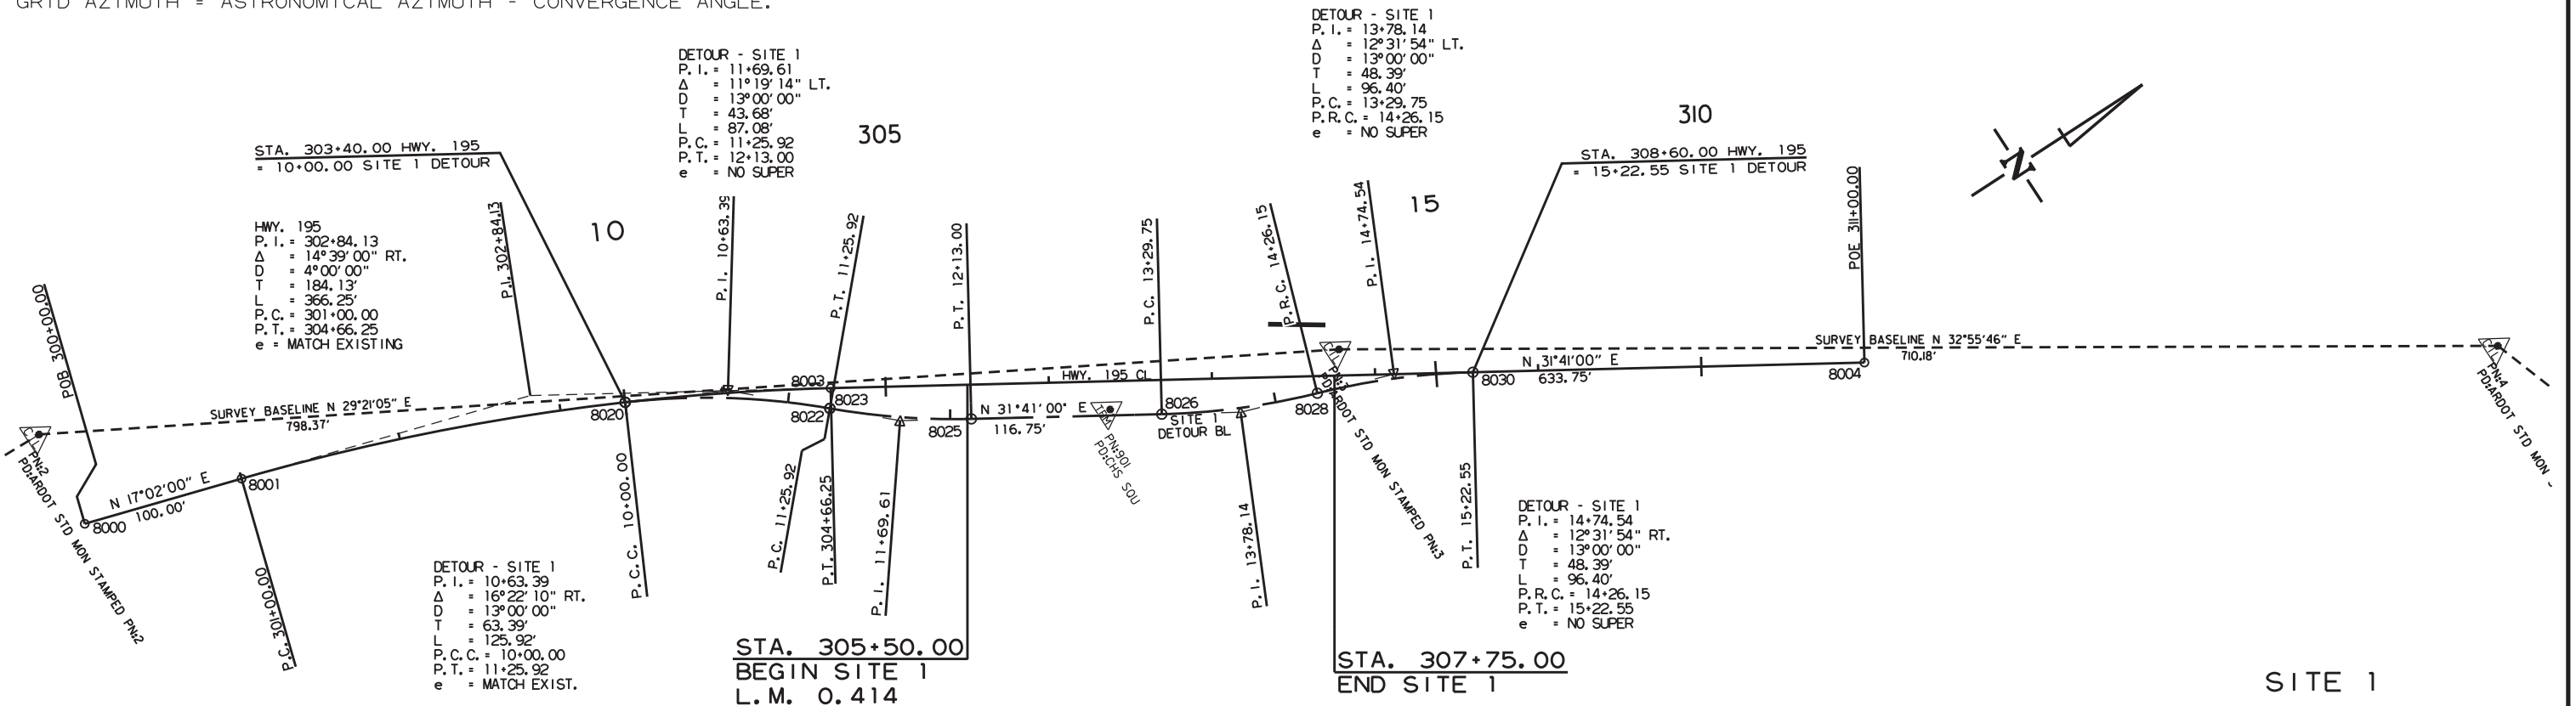 GRID AZIMUTH = ASTRONOMICAL AZIMUTH - CONVERGENCE ANGLE.
DETOUR - SITE 1
P.I. = 11+69.61
Δ = 11°19'14" LT.
D = 13°00'00"
T = 43.68'
L = 87.08'
P.C. = 11+25.92
P.T. = 12+13.00
e = NO SUPER
DETOUR - SITE 1
P.I. = 13+78.14
Δ = 12°31'54" LT.
D = 13°00'00"
T = 48.39'
L = 96.40'
P.C. = 13+29.75
P.R.C. = 14+26.15
e = NO SUPER
305
310
STA. 303+40.00 HWY. 195
= 10+00.00 SITE 1 DETOUR
STA. 308+60.00 HWY. 195
= 15+22.55 SITE 1 DETOUR
N
HWY. 195
P.I. = 302+84.13
Δ = 14°39'00" RT.
D = 4°00'00"
T = 184.13'
L = 366.25'
P.C. = 301+00.00
P.T. = 304+66.25
e = MATCH EXISTING
10
15
POB 300+00.00
P.I. 302+84.13
P.I. 10+63.39
P.T. 11+25.92
P.T. 12+13.00
P.C. 13+29.75
P.R.C. 14+26.15
P.I. 14+74.54
POE 311+00.00
SURVEY BASELINE N 29°21'05" E
798.37'
SURVEY BASELINE N 32°55'46" E
710.18'
HWY. 195 CL
N 31°41'00" E
633.75'
N 31°41'00" E
116.75'
SITE 1
DETOUR BL
N 17°02'00" E
100.00'
8000
8001
8020
8003
8023
8022
8025
8026
8028
8030
8004
PN:2
PD:ARDOT STD MON STAMPED PN:2
PN:901
PD:CHS SQU
PN:3
PD:ARDOT STD MON STAMPED PN:3
PN:4
PD:ARDOT STD MON -
P.C. 301+00.00
P.C.C. 10+00.00
P.C. 11+25.92
P.T. 304+66.25
P.I. 11+69.61
P.I. 13+78.14
P.T. 15+22.55
DETOUR - SITE 1
P.I. = 10+63.39
Δ = 16°22'10" RT.
D = 13°00'00"
T = 63.39'
L = 125.92'
P.C.C. = 10+00.00
P.T. = 11+25.92
e = MATCH EXIST.
DETOUR - SITE 1
P.I. = 14+74.54
Δ = 12°31'54" RT.
D = 13°00'00"
T = 48.39'
L = 96.40'
P.R.C. = 14+26.15
P.T. = 15+22.55
e = NO SUPER
STA. 305+50.00
BEGIN SITE 1
L.M. 0.414
STA. 307+75.00
END SITE 1
SITE 1